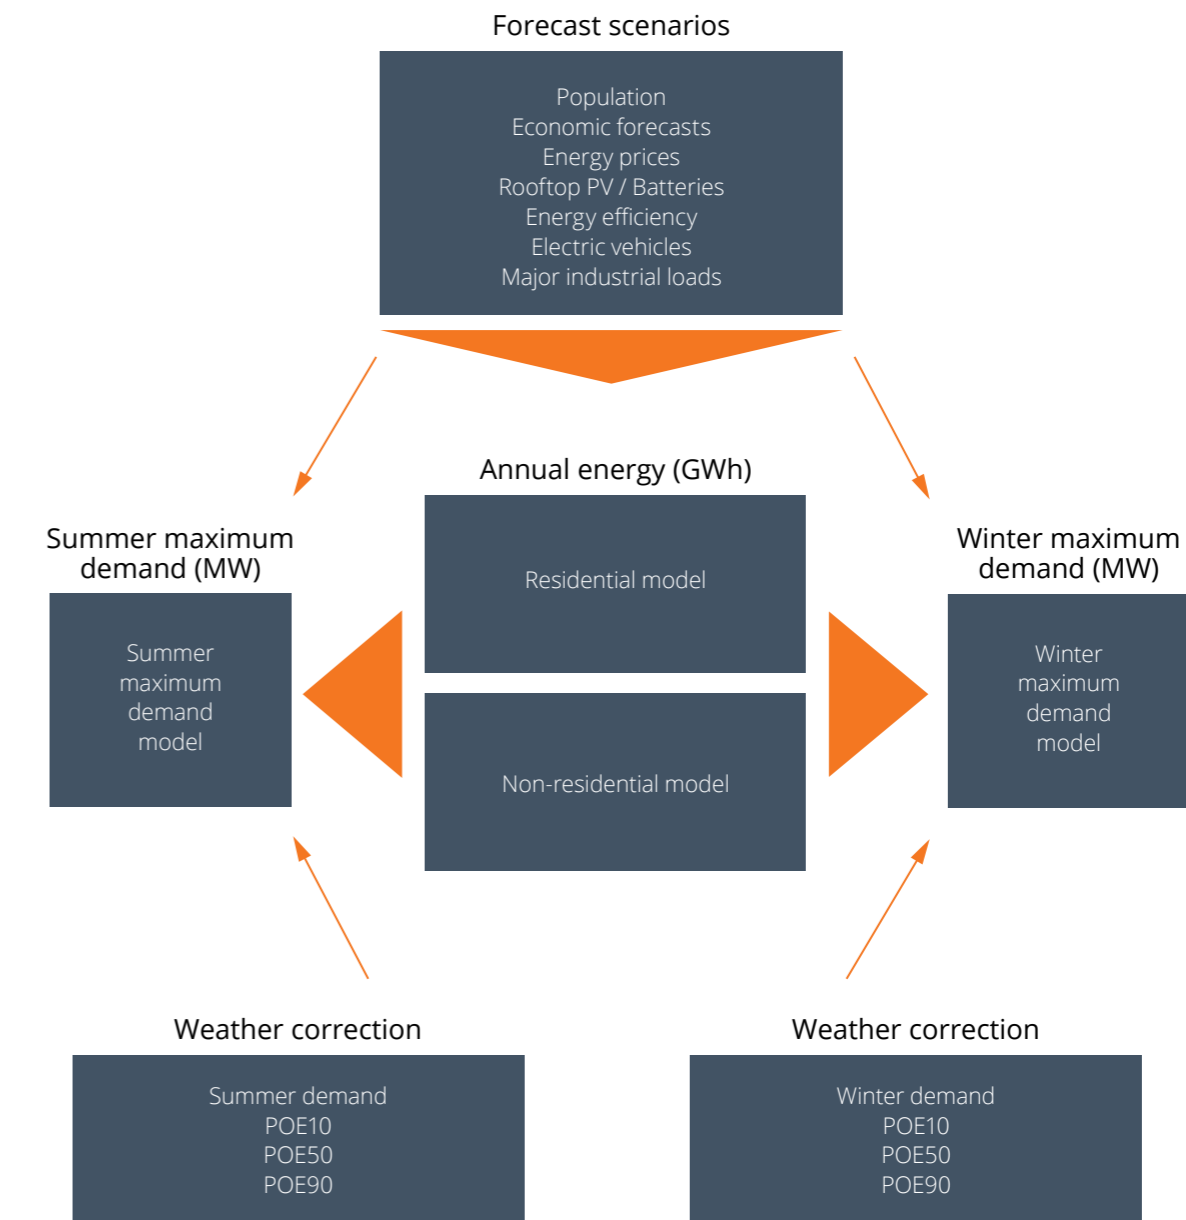 Forecast scenarios
Population
Economic forecasts
Energy prices
Rooftop PV / Batteries
Energy efficiency
Electric vehicles
Major industrial loads
Annual energy (GWh)
Residential model
Non-residential model
Summer maximum
demand (MW)
Summer
maximum
demand
model
Winter maximum
demand (MW)
Winter
maximum
demand
model
Weather correction
Summer demand
POE10
POE50
POE90
Weather correction
Winter demand
POE10
POE50
POE90